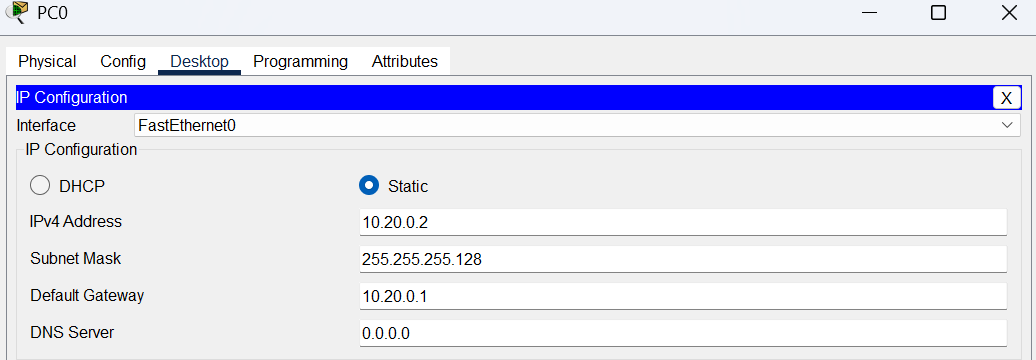 PC0
Physical Config Desktop Programming Attributes
IP Configuration X
Interface FastEthernet0
IP Configuration
DHCP Static
IPv4 Address 10.20.0.2
Subnet Mask 255.255.255.128
Default Gateway 10.20.0.1
DNS Server 0.0.0.0